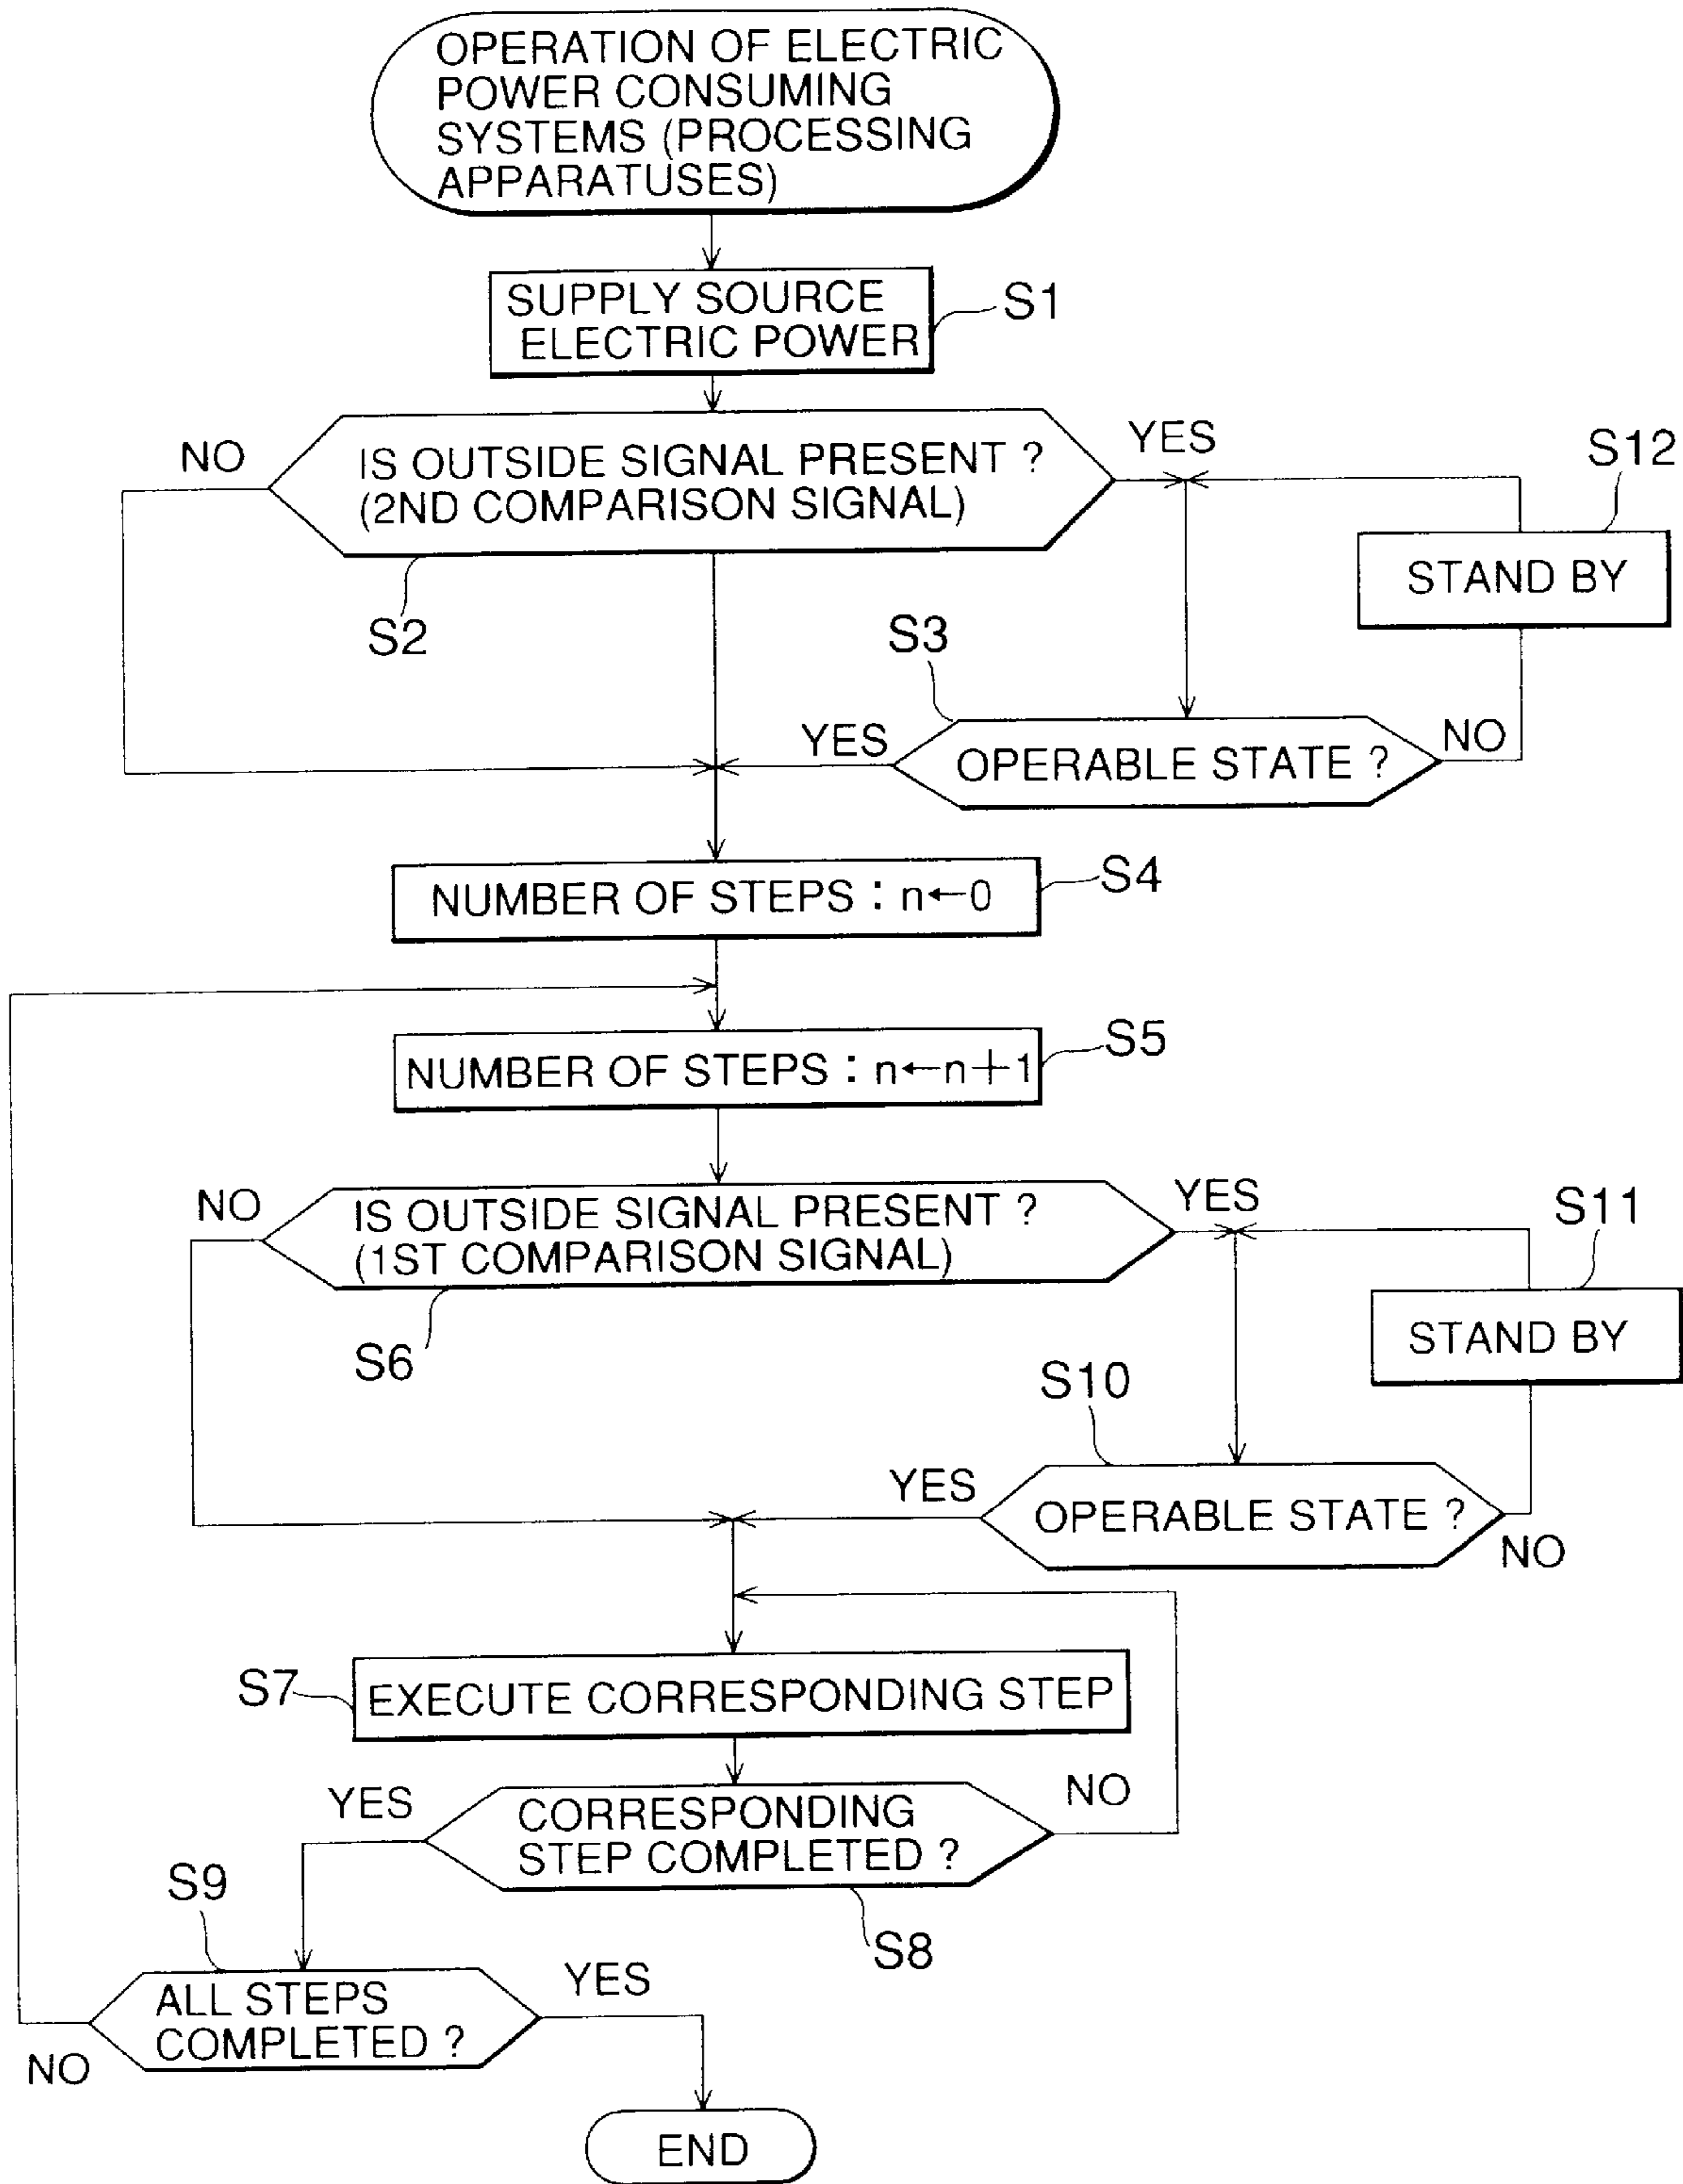 OPERATION OF ELECTRIC
POWER CONSUMING
SYSTEMS (PROCESSING
APPARATUSES)
SUPPLY SOURCE
ELECTRIC POWER
S1
NO
IS OUTSIDE SIGNAL PRESENT ?
(2ND COMPARISON SIGNAL)
YES
S12
STAND BY
S2
S3
YES
OPERABLE STATE ?
NO
NUMBER OF STEPS : n←0
S4
NUMBER OF STEPS : n←n+1
S5
NO
IS OUTSIDE SIGNAL PRESENT ?
(1ST COMPARISON SIGNAL)
YES
S11
STAND BY
S6
S10
YES
OPERABLE STATE ?
NO
S7
EXECUTE CORRESPONDING STEP
YES
CORRESPONDING
STEP COMPLETED ?
NO
S9
S8
ALL STEPS
COMPLETED ?
YES
NO
END